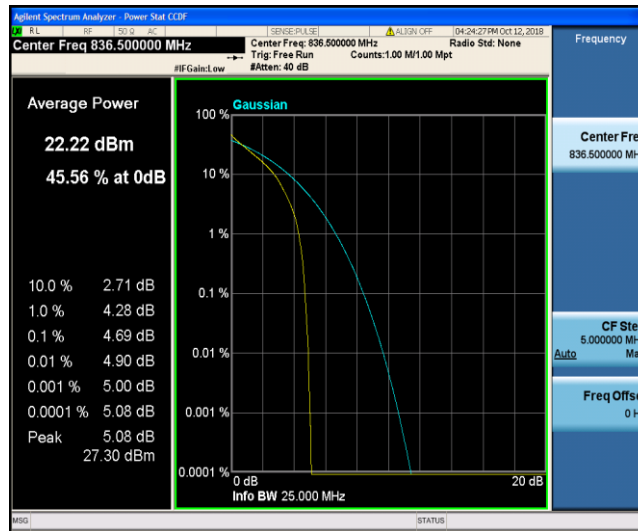 Agilent Spectrum Analyzer - Power Stat CCDF
RL RF 50 Ω AC SENSE:PULSE ALIGN OFF 04:24:27PM Oct 12, 2018
Center Freq 836.500000 MHz
Center Freq: 836.500000 MHz Radio Std: None
Trig: Free Run Counts:1.00 M/1.00 Mpt
#IFGain:Low #Atten: 40 dB
Frequency
Center Fre
836.500000 MH
CF Ste
5.000000 MH
Auto Ma
Freq Offs
0 H
Average Power
22.22 dBm
45.56 % at 0dB
10.0 % 2.71 dB
1.0 % 4.28 dB
0.1 % 4.69 dB
0.01 % 4.90 dB
0.001 % 5.00 dB
0.0001 % 5.08 dB
Peak 5.08 dB
27.30 dBm
Gaussian
100 %
10 %
1 %
0.1 %
0.01 %
0.001 %
0.0001 %
0 dB 20 dB
Info BW 25.000 MHz
MSG STATUS